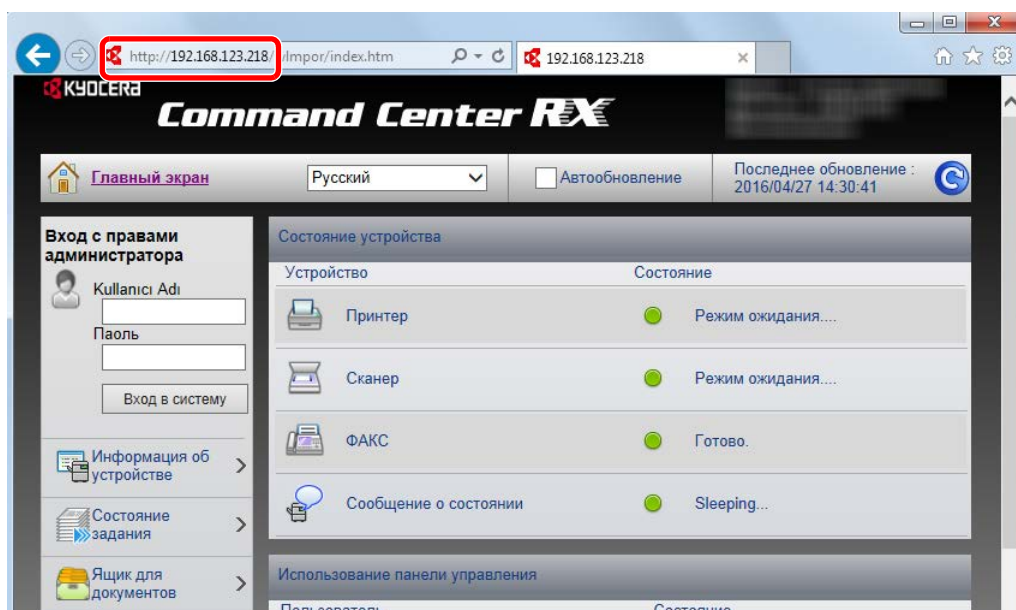 http://192.168.123.218/ vlmpor/index.htm
192.168.123.218
KYOCERA
Command Center RX
Главный экран
Русский
Автообновление
Последнее обновление :
2016/04/27 14:30:41
Вход с правами
администратора
Kullanıcı Adı
Паоль
Вход в систему
Информация об
устройстве
Состояние
задания
Ящик для
документов
Состояние устройства
Устройство
Состояние
Принтер
Режим ожидания....
Сканер
Режим ожидания....
ФАКС
Готово.
Сообщение о состоянии
Sleeping...
Использование панели управления
Пользователь
Состояние